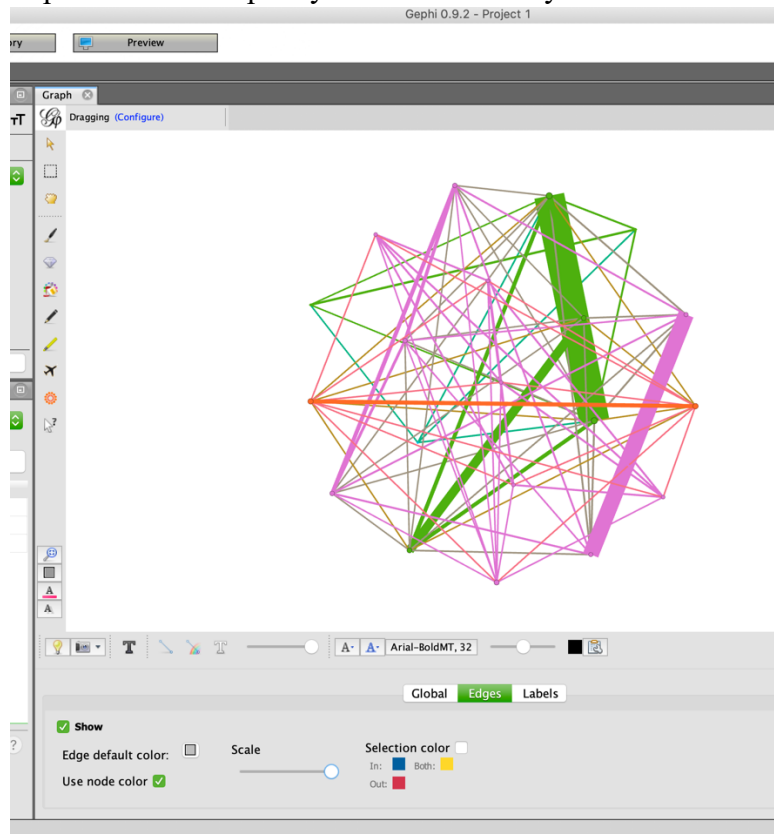 Gephi 0.9.2 - Project 1
ory
Preview
Graph
Dragging (Configure)
Arial-BoldMT, 32
Global Edges Labels
Show
Edge default color:
Scale
Selection color
In: Both:
Use node color
Out: